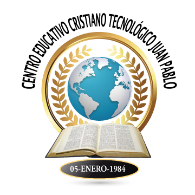 CENTRO EDUCATIVO CRISTIANO TECNOLÓGICO JUAN PABLO
05-ENERO-1984